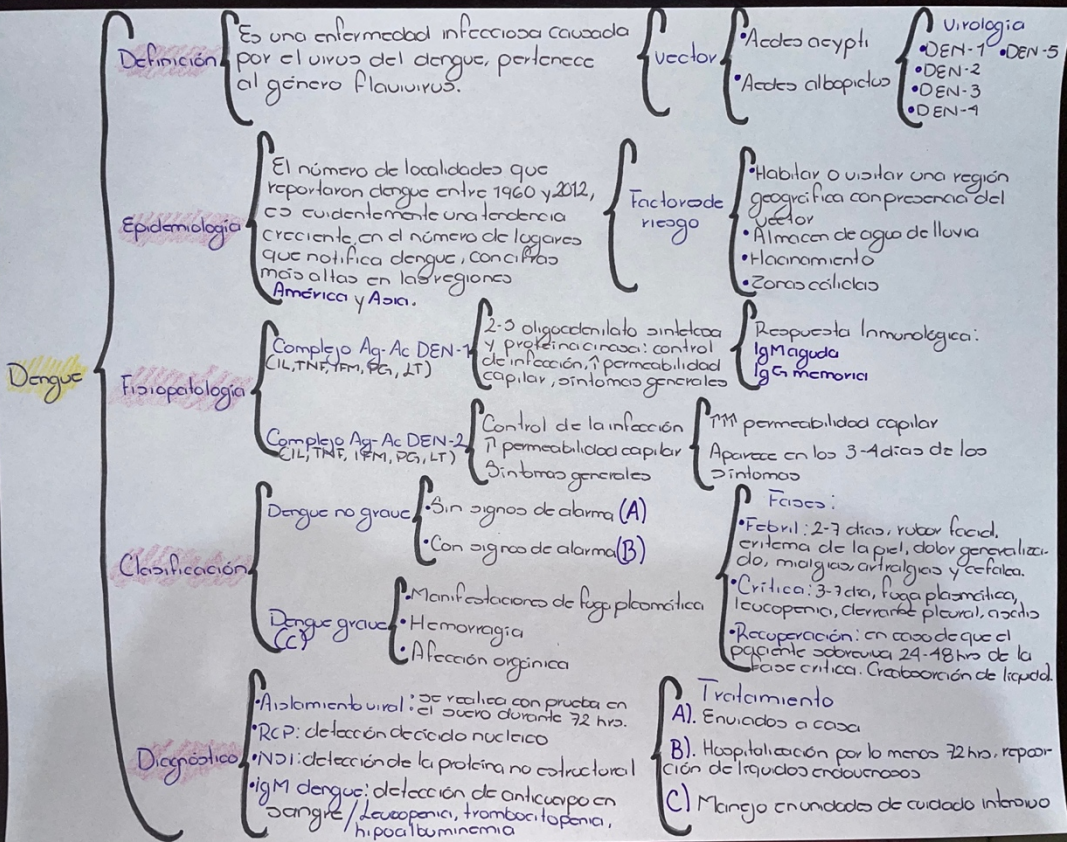 Dengue
Definición
Es una enfermedad infecciosa causada
por el virus del dengue, pertenece
al género flavivirus.
vector
•Aedes aeypti
•Aedes albopictus
Virología
•DEN-1 •DEN-5
•DEN-2
•DEN-3
•DEN-4
Epidemiología
El número de localidades que
reportaron dengue entre 1960 y 2012,
es evidentemente una tendencia
creciente, en el número de lugares
que notifica dengue, con cifras
más altas en las regiones
América y Asia.
Factores de
riesgo
•Habitar o visitar una región
geográfica con presencia del
vector
•Almacen de agua de lluvia
•Hacinamiento
•Zonas cálidas
Fisiopatología
Complejo Ag-Ac DEN-1
(IL, TNF, IFM, PG, LT)
2-5 oligoadenilato sintetasa
y proteina cinasa: control
de infección, ↑ permeabilidad
capilar, síntomas generales
Respuesta Inmunológica:
IgM aguda
IgG memoria
Complejo Ag-Ac DEN-2
(IL, TNF, IFM, PG, LT)
Control de la infección
↑ permeabilidad capilar
Síntomas generales
↑↑↑ permeabilidad capilar
Aparece en los 3-4 días de los
síntomas
Clasificación
Dengue no grave
•Sin signos de alarma (A)
•Con signos de alarma (B)
Dengue grave
(C)
•Manifestaciones de fuga plasmática
•Hemorragia
•Afección orgánica
Fases:
•Febril: 2-7 días, rubor facial,
eritema de la piel, dolor generaliza-
do, mialgias, artralgias y cefalea.
•Crítica: 3-7 día, fuga plasmática,
leucopenia, derrame pleural, ascitis
•Recuperación: en caso de que el
paciente sobreviva 24-48hrs de la
fase crítica. Reabsorción de líquid.
Diagnóstico
•Aislamiento viral: se realiza con prueba en
el suero durante 72 hrs.
•RCP: detección de ácido nucleico
•NS1: detección de la proteína no estructural
•IgM dengue: detección de anticuerpo en
sangre/Leucopenia, trombocitopenia,
hipoalbuminemia
Tratamiento
A). Enviados a casa
B). Hospitalización por lo menos 72hrs, reposi-
ción de líquidos endovenosos
C) Manejo en unidades de cuidado intensivo